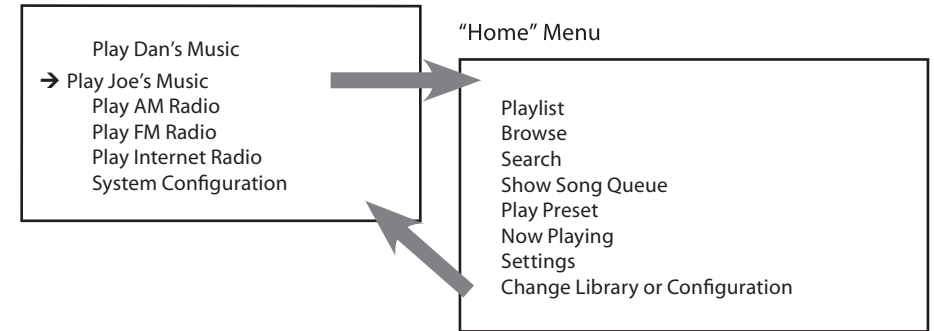 Play Dan's Music
➔ Play Joe's Music
Play AM Radio
Play FM Radio
Play Internet Radio
System Configuration
“Home” Menu
Playlist
Browse
Search
Show Song Queue
Play Preset
Now Playing
Settings
Change Library or Configuration